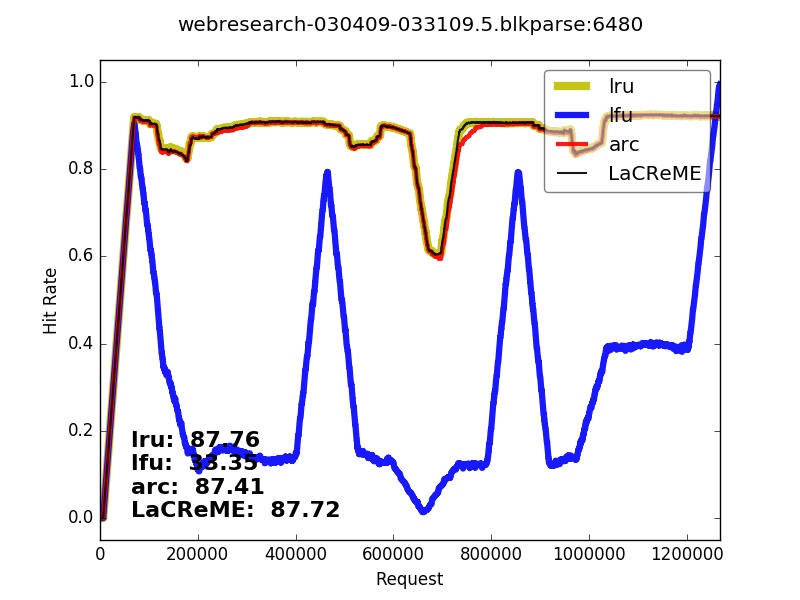 webresearch-030409-033109.5.blkparse:6480
1.0
0.8
0.6
0.4
0.2
0.0
Hit Rate
lru
lfu
arc
LaCReME
lru: 87.76
lfu: 33.35
arc: 87.41
LaCReME: 87.72
0 200000 400000 600000 800000 1000000 1200000
Request